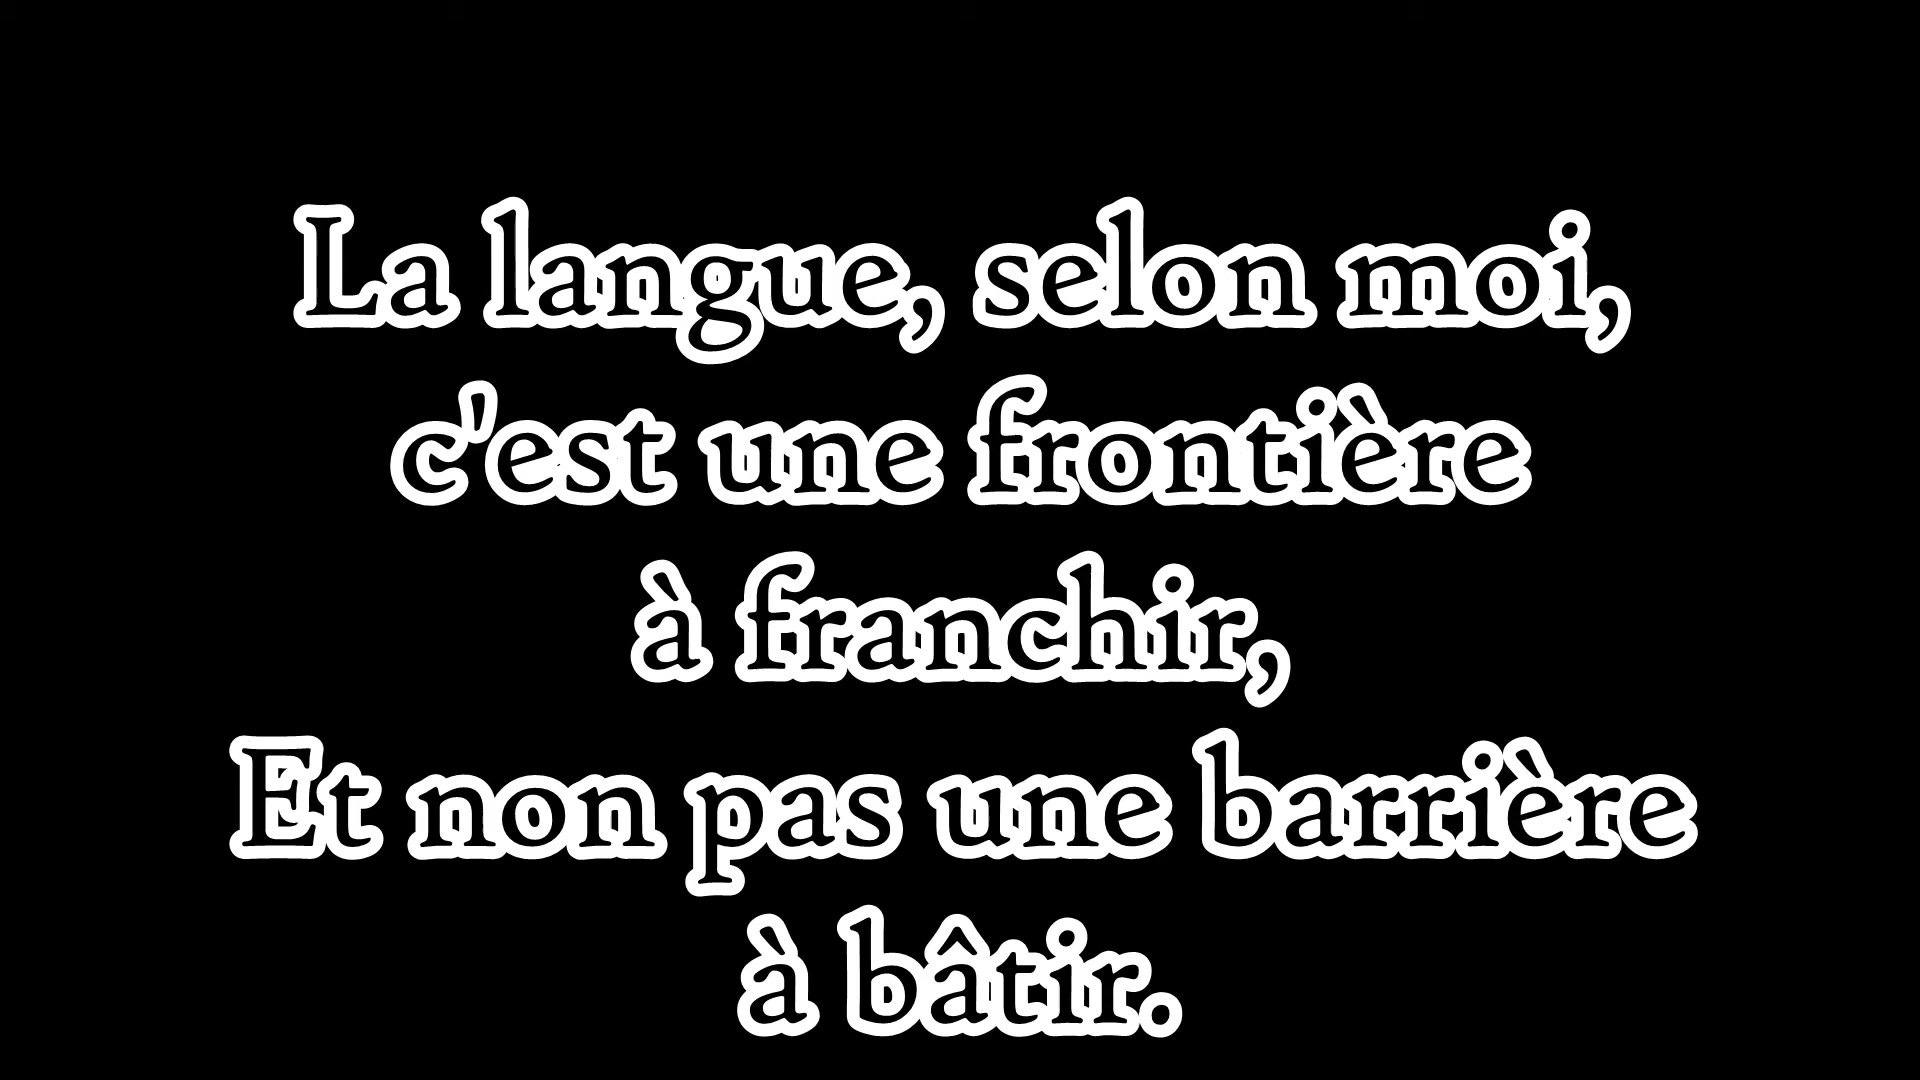 La langue, selon moi,
c'est une frontière
à franchir,
Et non pas une barrière
à bâtir.